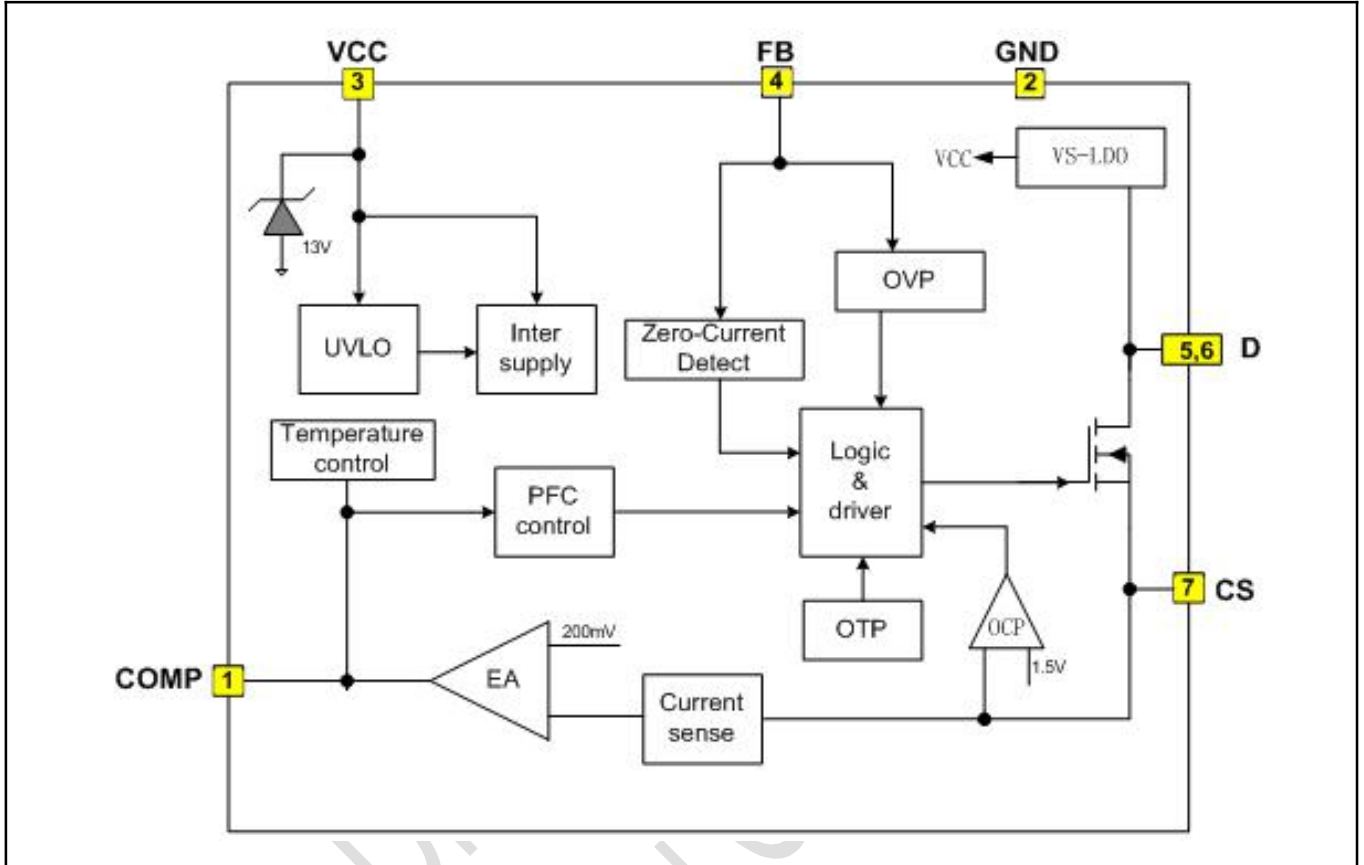 VCC
FB
GND
3
4
2
VCC
VS-LDO
13V
OVP
UVLO
Inter
supply
Zero-Current
Detect
5,6
D
Temperature
control
PFC
control
Logic
&
driver
7
CS
OTP
OCP
1.5V
200mV
EA
COMP
1
Current
sense